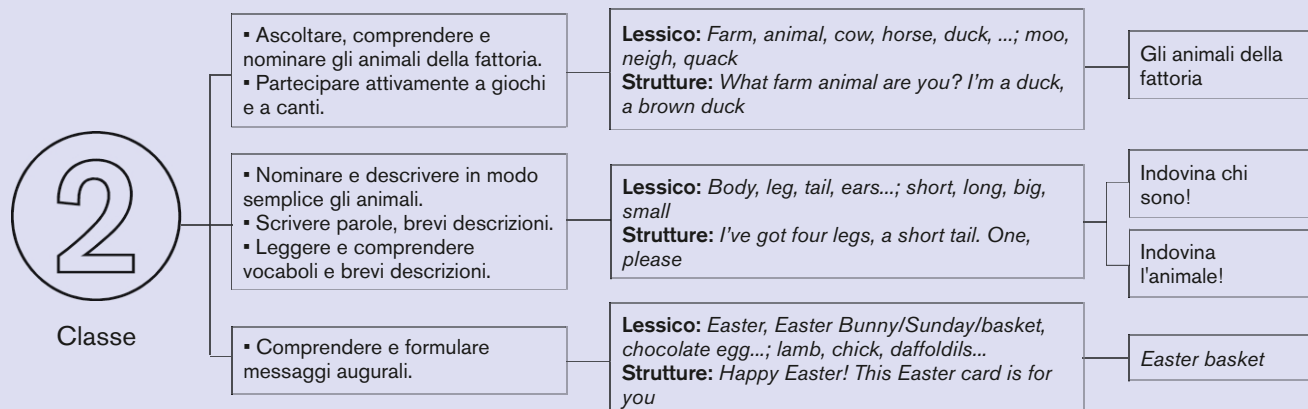 2
Classe
▪ Ascoltare, comprendere e
nominare gli animali della fattoria.
▪ Partecipare attivamente a giochi
e a canti.
Lessico: Farm, animal, cow, horse, duck, ...; moo,
neigh, quack
Strutture: What farm animal are you? I'm a duck,
a brown duck
Gli animali della
fattoria
▪ Nominare e descrivere in modo
semplice gli animali.
▪ Scrivere parole, brevi descrizioni.
▪ Leggere e comprendere
vocaboli e brevi descrizioni.
Lessico: Body, leg, tail, ears...; short, long, big,
small
Strutture: I've got four legs, a short tail. One,
please
Indovina chi
sono!
Indovina
l'animale!
▪ Comprendere e formulare
messaggi augurali.
Lessico: Easter, Easter Bunny/Sunday/basket,
chocolate egg...; lamb, chick, daffoldils...
Strutture: Happy Easter! This Easter card is for
you
Easter basket